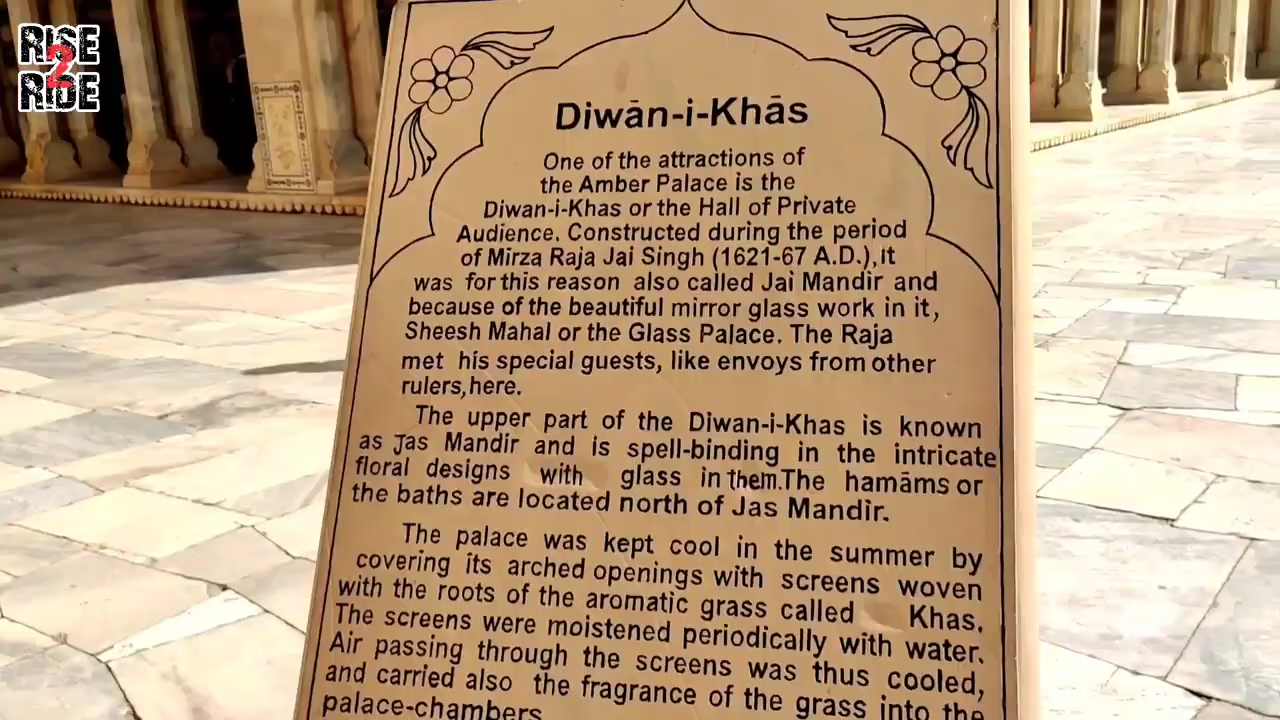 RISE
2
RIDE
Diwān-i-Khās
One of the attractions of
the Amber Palace is the
Diwan-i-Khas or the Hall of Private
Audience. Constructed during the period
of Mirza Raja Jai Singh (1621-67 A.D.),it
was for this reason also called Jai Mandir and
because of the beautiful mirror glass work in it,
Sheesh Mahal or the Glass Palace. The Raja
met his special guests, like envoys from other
rulers,here.
The upper part of the Diwan-i-Khas is known
as Jas Mandir and is spell-binding in the intricate
floral designs with glass in them.The hamāms or
the baths are located north of Jas Mandir.
The palace was kept cool in the summer by
covering its arched openings with screens woven
with the roots of the aromatic grass called Khas.
The screens were moistened periodically with water.
Air passing through the screens was thus cooled,
and carried also the fragrance of the grass into the
palace-chambers